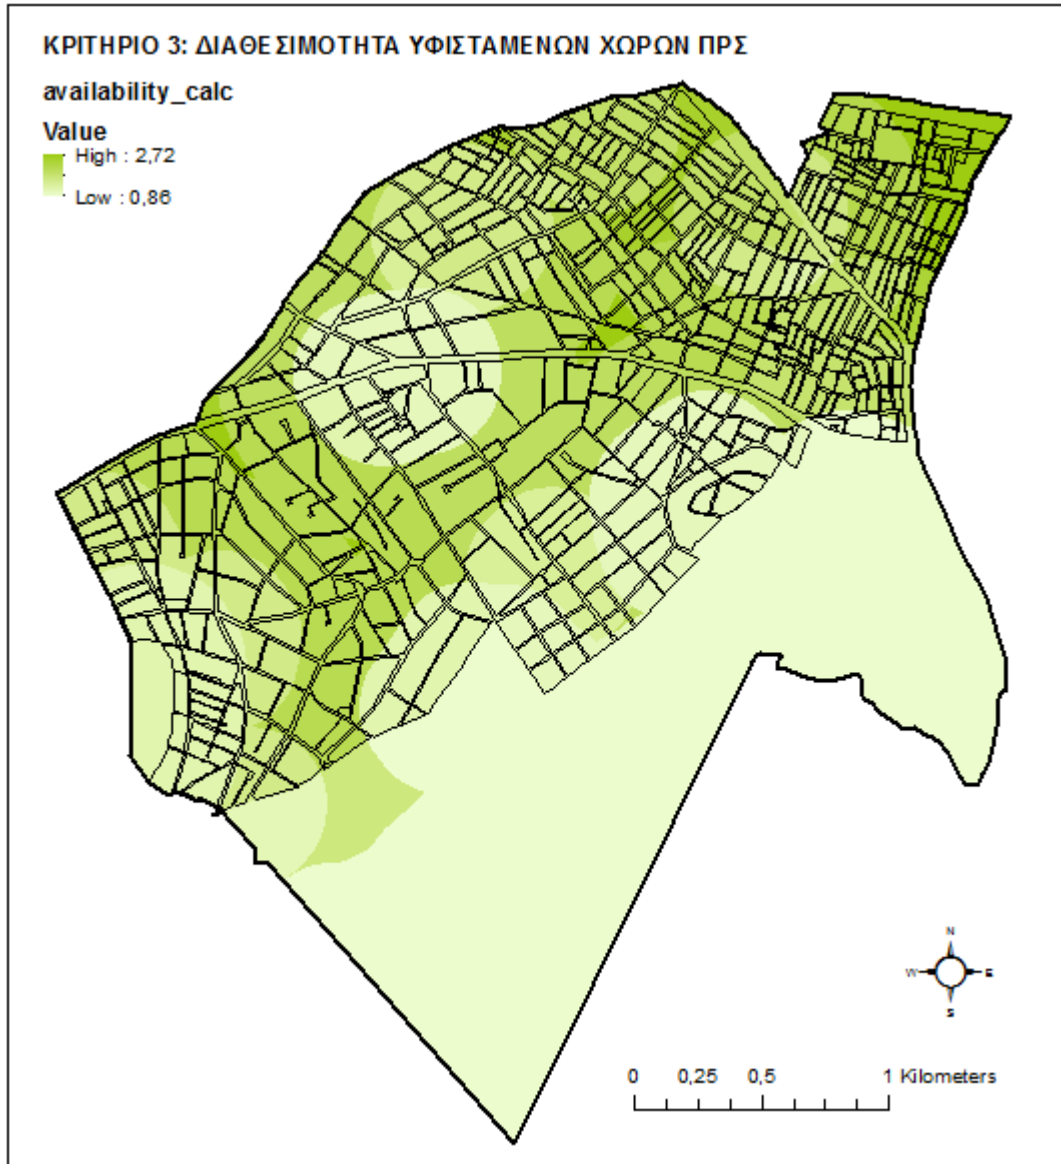 ΚΡΙΤΗΡΙΟ 3: ΔΙΑΘΕΣΙΜΟΤΗΤΑ ΥΦΙΣΤΑΜΕΝΩΝ ΧΩΡΩΝ ΠΡΣ
availability_calc
Value
High : 2,72
Low : 0,86
N
W E
S
0 0,25 0,5 1 Kilometers